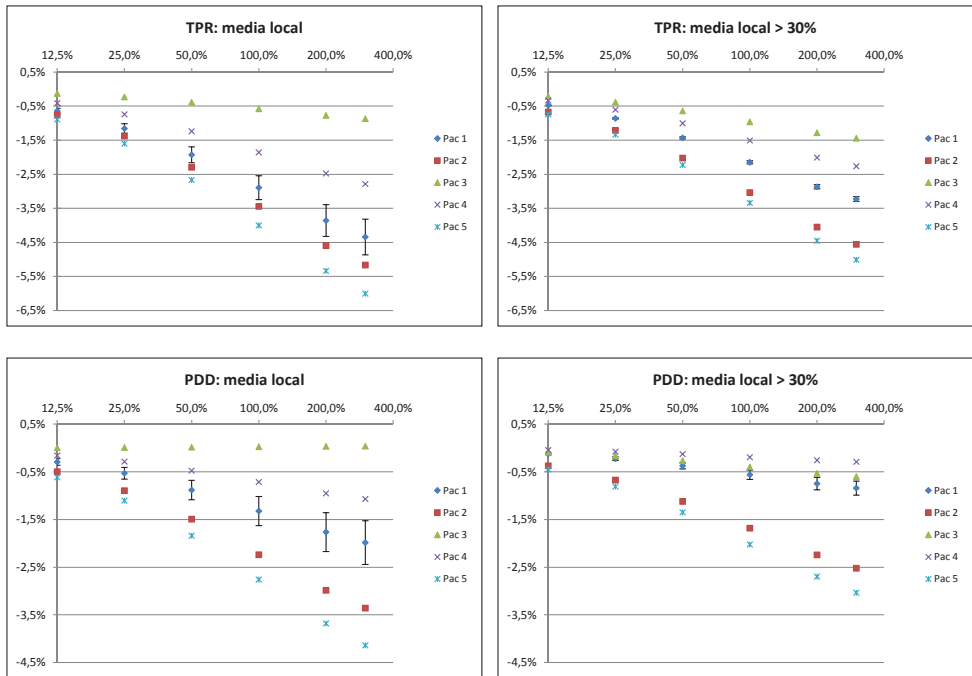 TPR: media local
12,5% 25,0% 50,0% 100,0% 200,0% 400,0%
0,5%
-0,5%
-1,5%
-2,5%
-3,5%
-4,5%
-5,5%
-6,5%
Pac 1
Pac 2
Pac 3
Pac 4
Pac 5
TPR: media local > 30%
12,5% 25,0% 50,0% 100,0% 200,0% 400,0%
0,5%
-0,5%
-1,5%
-2,5%
-3,5%
-4,5%
-5,5%
-6,5%
Pac 1
Pac 2
Pac 3
Pac 4
Pac 5
PDD: media local
12,5% 25,0% 50,0% 100,0% 200,0% 400,0%
0,5%
-0,5%
-1,5%
-2,5%
-3,5%
-4,5%
Pac 1
Pac 2
Pac 3
Pac 4
Pac 5
PDD: media local > 30%
12,5% 25,0% 50,0% 100,0% 200,0% 400,0%
0,5%
-0,5%
-1,5%
-2,5%
-3,5%
-4,5%
Pac 1
Pac 2
Pac 3
Pac 4
Pac 5